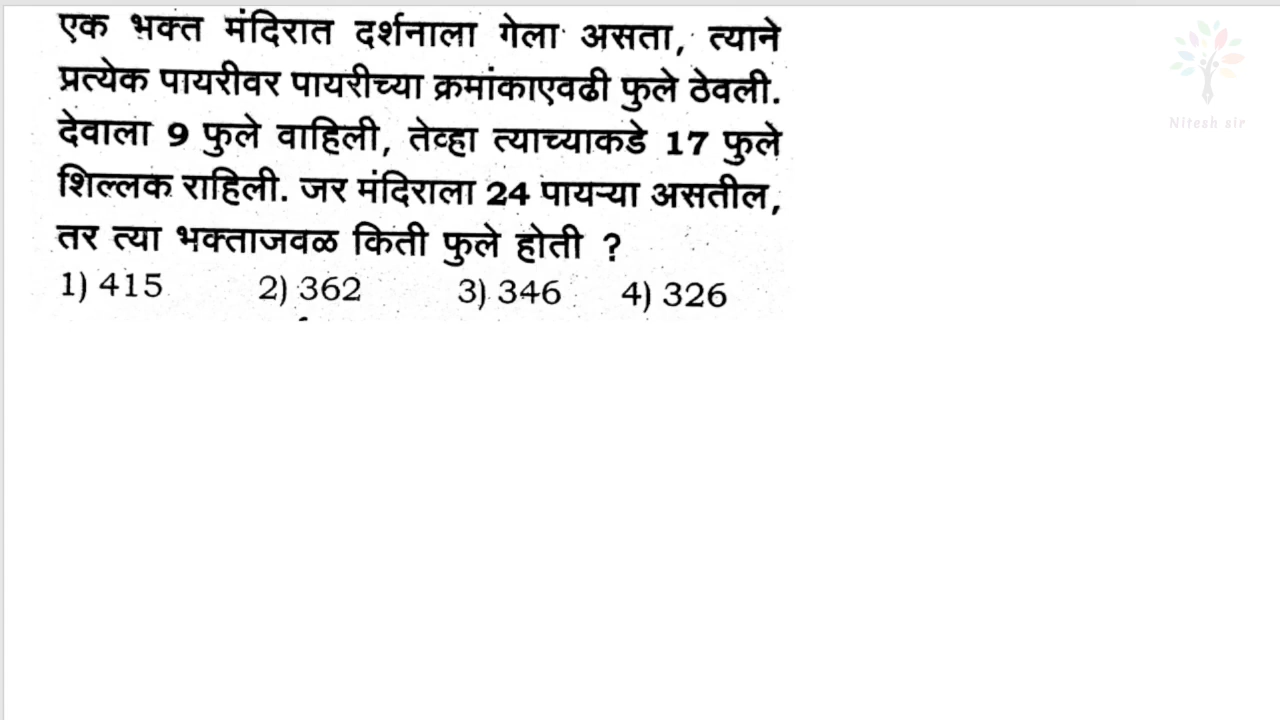 एक भक्त मंदिरात दर्शनाला गेला असता, त्याने
प्रत्येक पायरीवर पायरीच्या क्रमांकाएवढी फुले ठेवली.
देवाला 9 फुले वाहिली, तेव्हा त्याच्याकडे 17 फुले
शिल्लक राहिली. जर मंदिराला 24 पायऱ्या असतील,
तर त्या भक्ताजवळ किती फुले होती ?
1) 415 2) 362 3) 346 4) 326
Nitesh sir